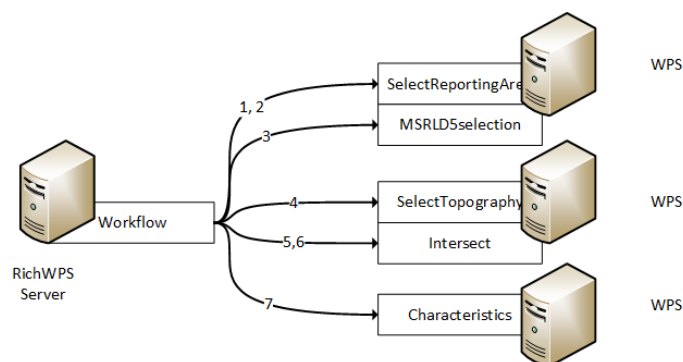 SelectReportingAre
WPS
1, 2
MSRLD5selection
3
SelectTopography
WPS
4
Workflow
5,6
Intersect
RichWPS
Server
7
Characteristics
WPS